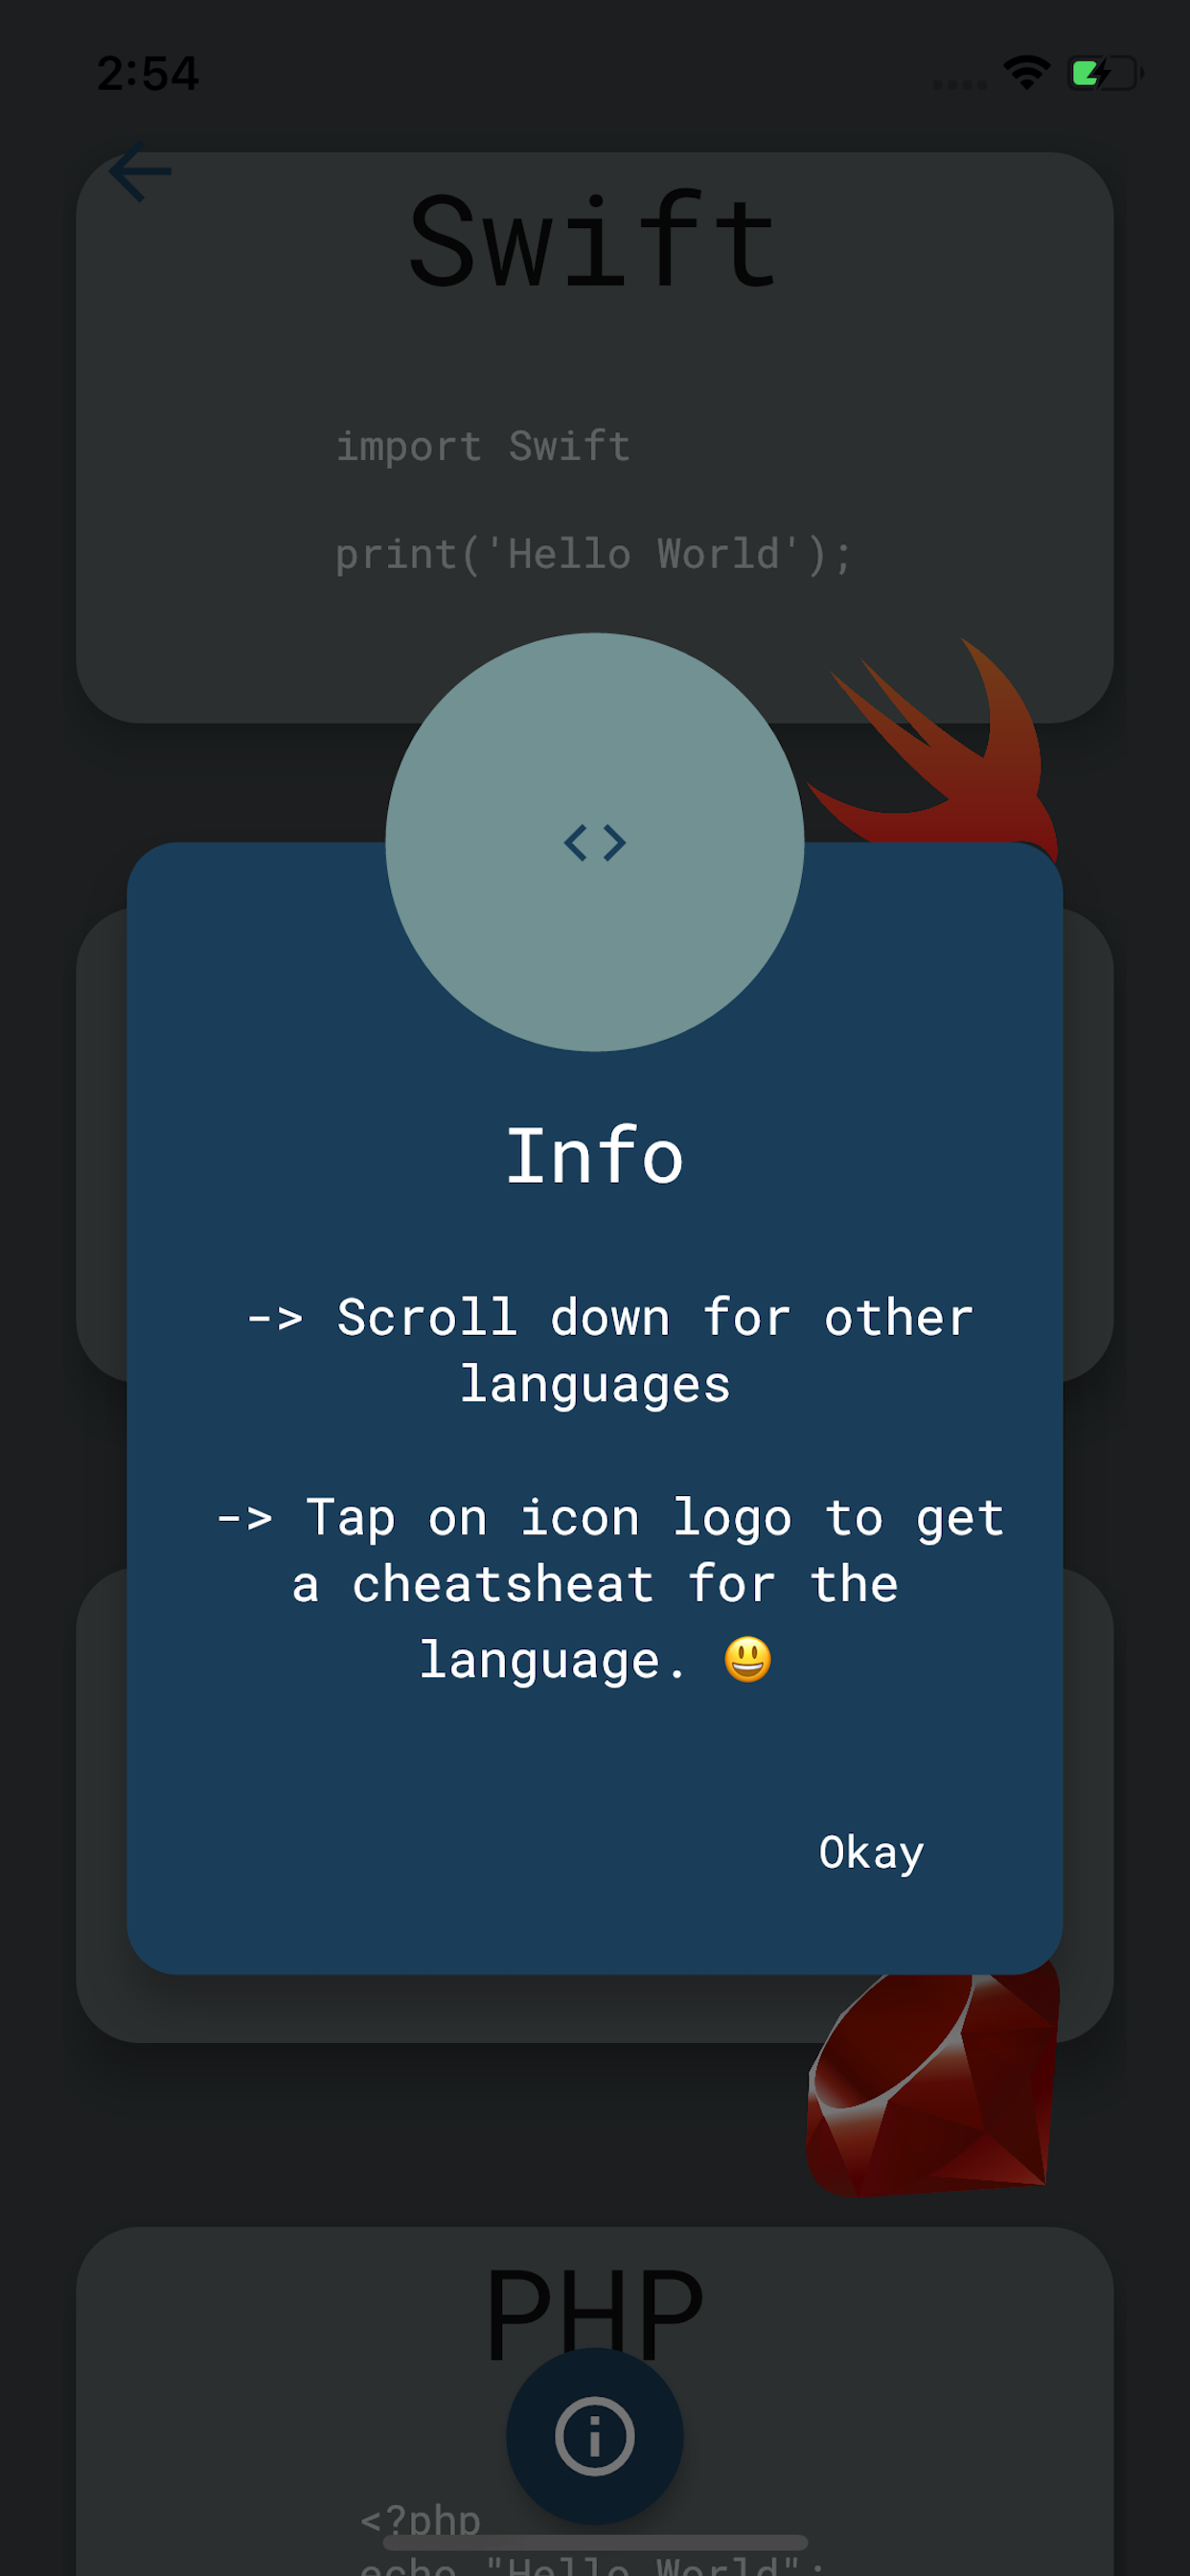 2:54
Swift
import Swift
print('Hello World');
< >
Info
-> Scroll down for other
languages
-> Tap on icon logo to get
a cheatsheat for the
language. 😃
Okay
PHP
<?php
echo "Hello World";